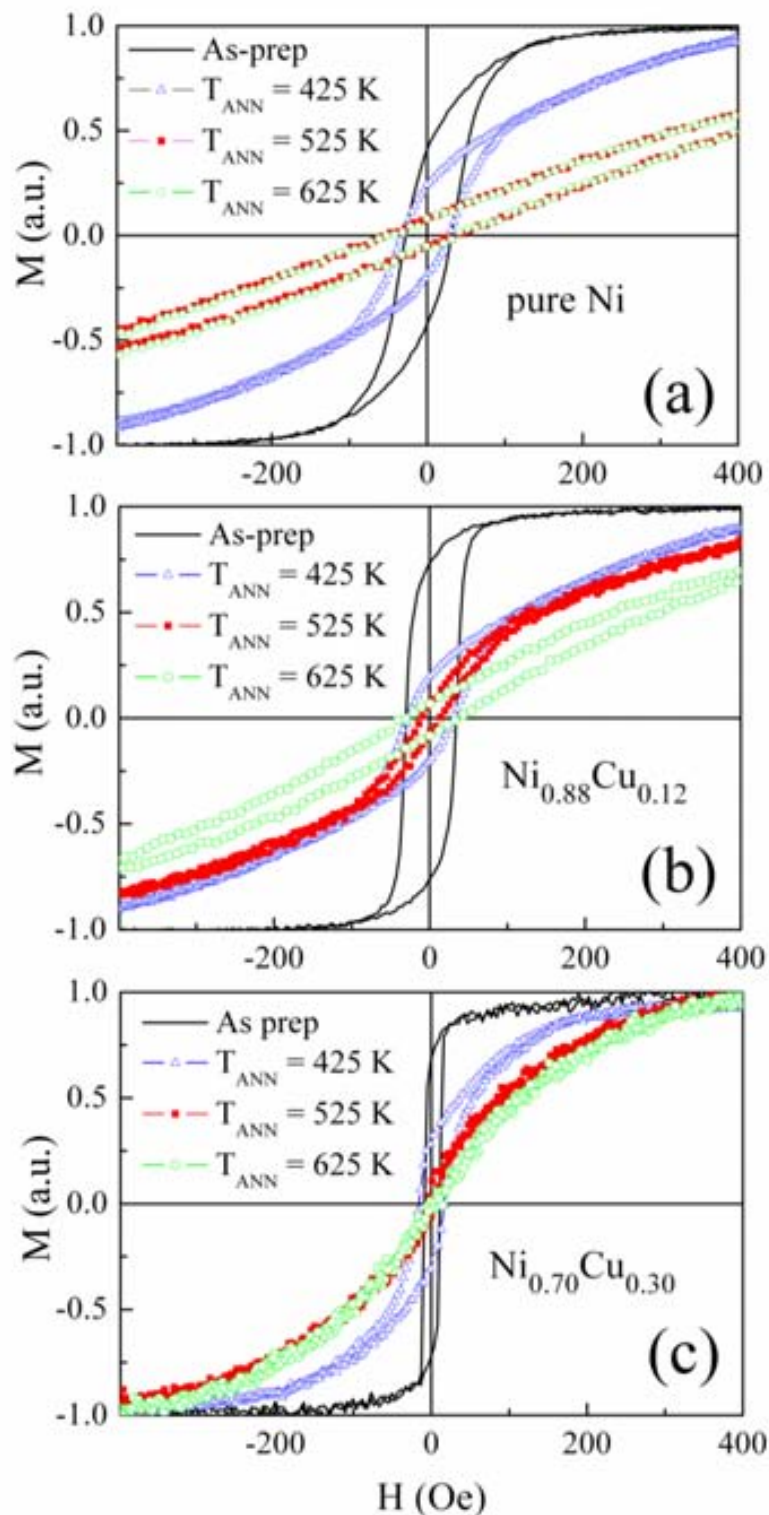 1.0
As-prep
T_ANN = 425 K
0.5
T_ANN = 525 K
T_ANN = 625 K
M (a.u.)
0.0
pure Ni
-0.5
(a)
-1.0
-200 0 200 400
1.0
As-prep
T_ANN = 425 K
0.5
T_ANN = 525 K
T_ANN = 625 K
M (a.u.)
0.0
Ni0.88Cu0.12
-0.5
(b)
-1.0
-200 0 200 400
1.0
As prep
T_ANN = 425 K
0.5
T_ANN = 525 K
T_ANN = 625 K
M (a.u.)
0.0
Ni0.70Cu0.30
-0.5
(c)
-1.0
-200 0 200 400
H (Oe)